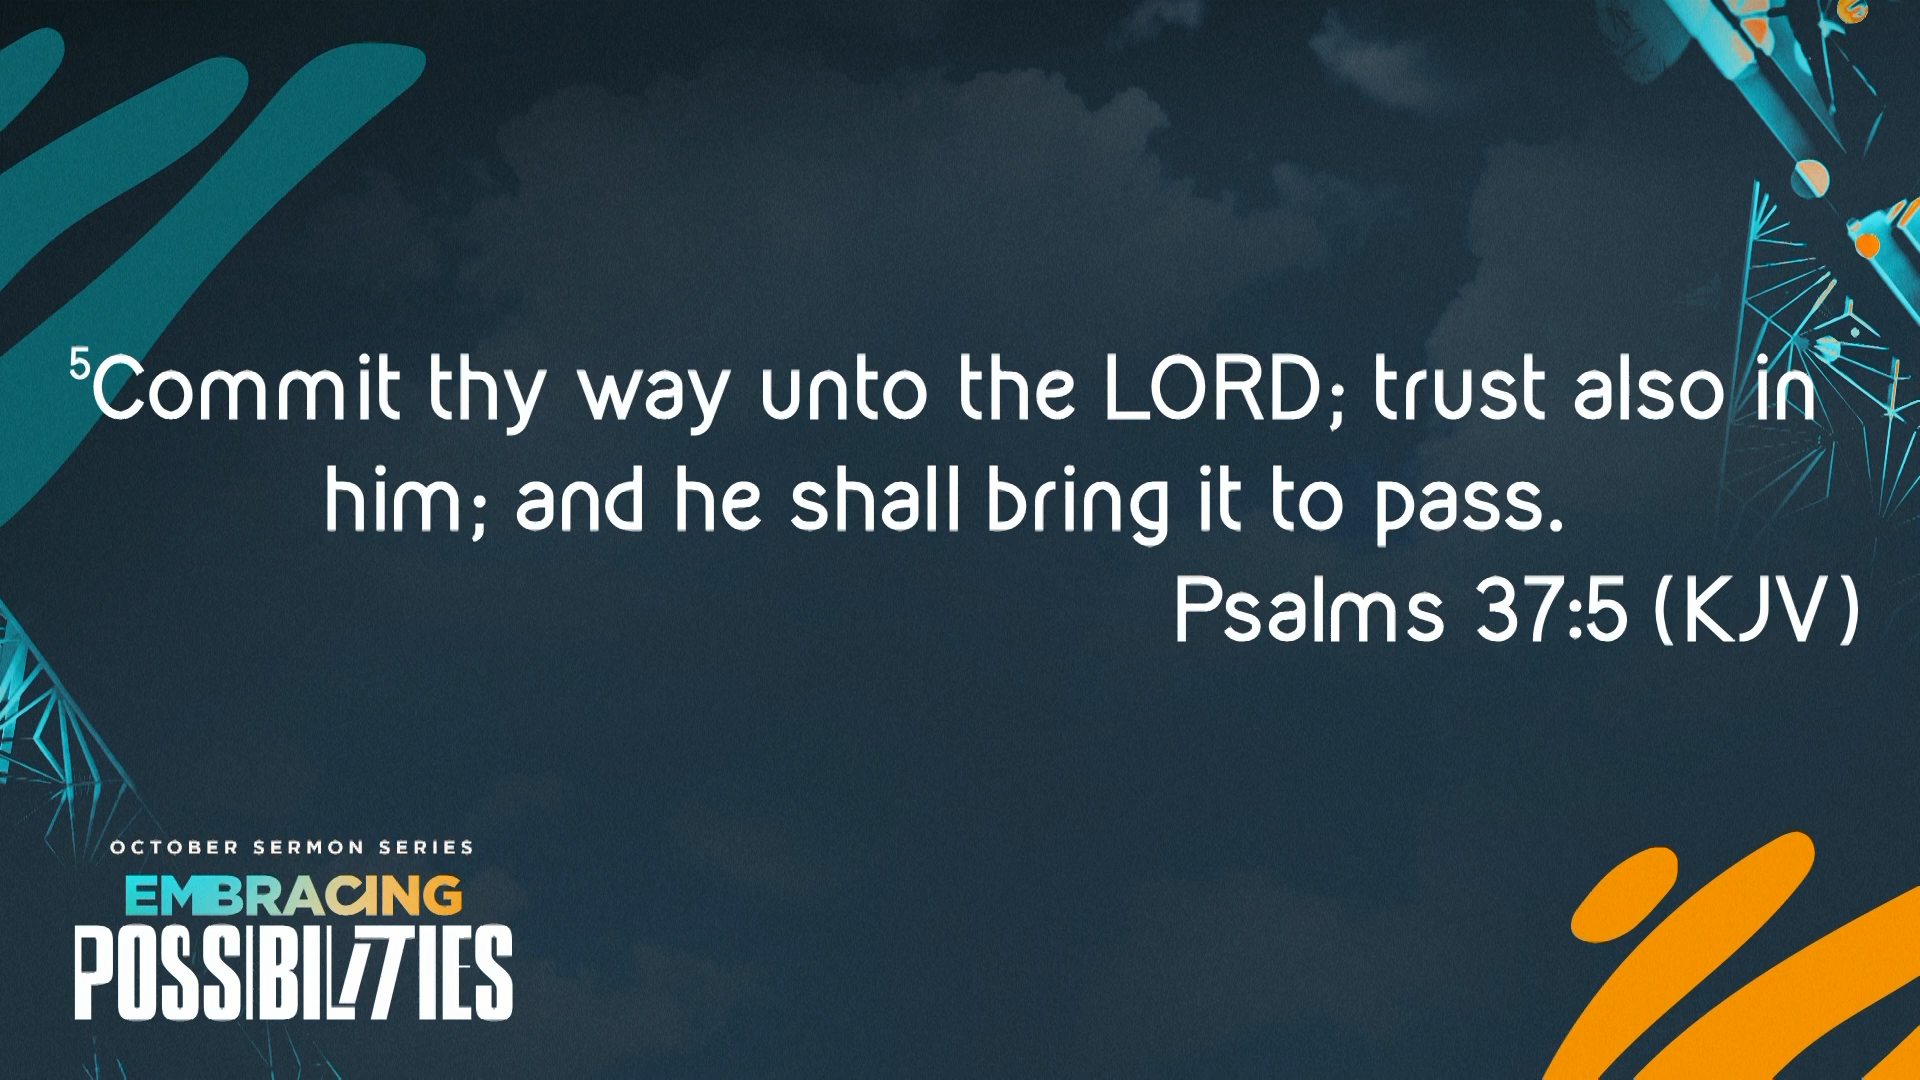 ⁵Commit thy way unto the LORD; trust also in
him; and he shall bring it to pass.
Psalms 37:5 (KJV)
OCTOBER SERMON SERIES
EMBRACING
POSSIBILITIES